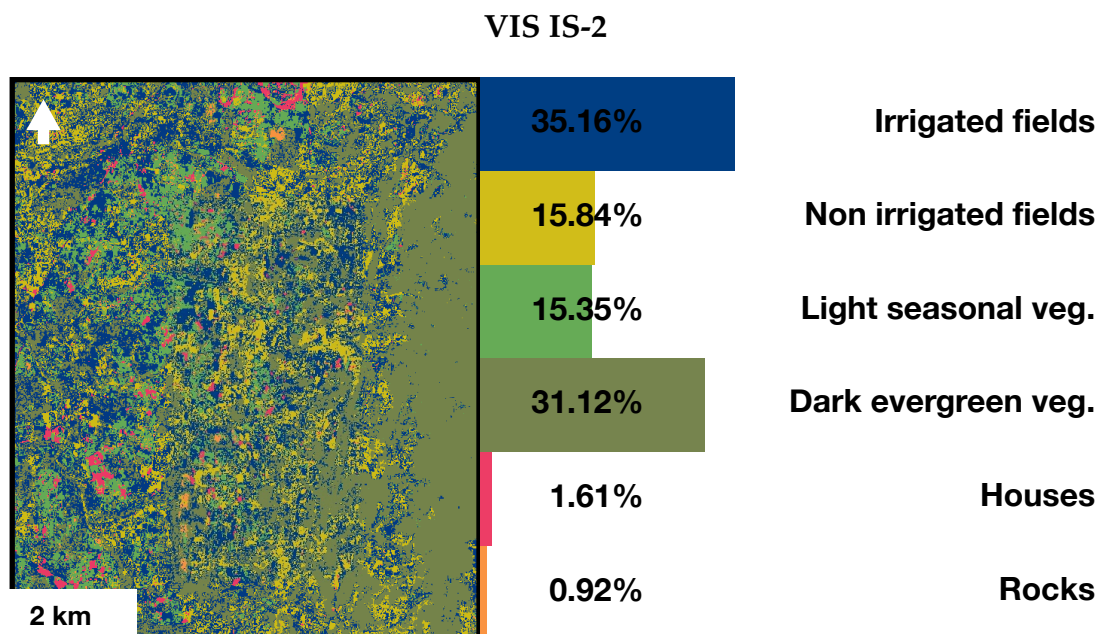 VIS IS-2
35.16% Irrigated fields
15.84% Non irrigated fields
15.35% Light seasonal veg.
31.12% Dark evergreen veg.
1.61% Houses
0.92% Rocks
2 km